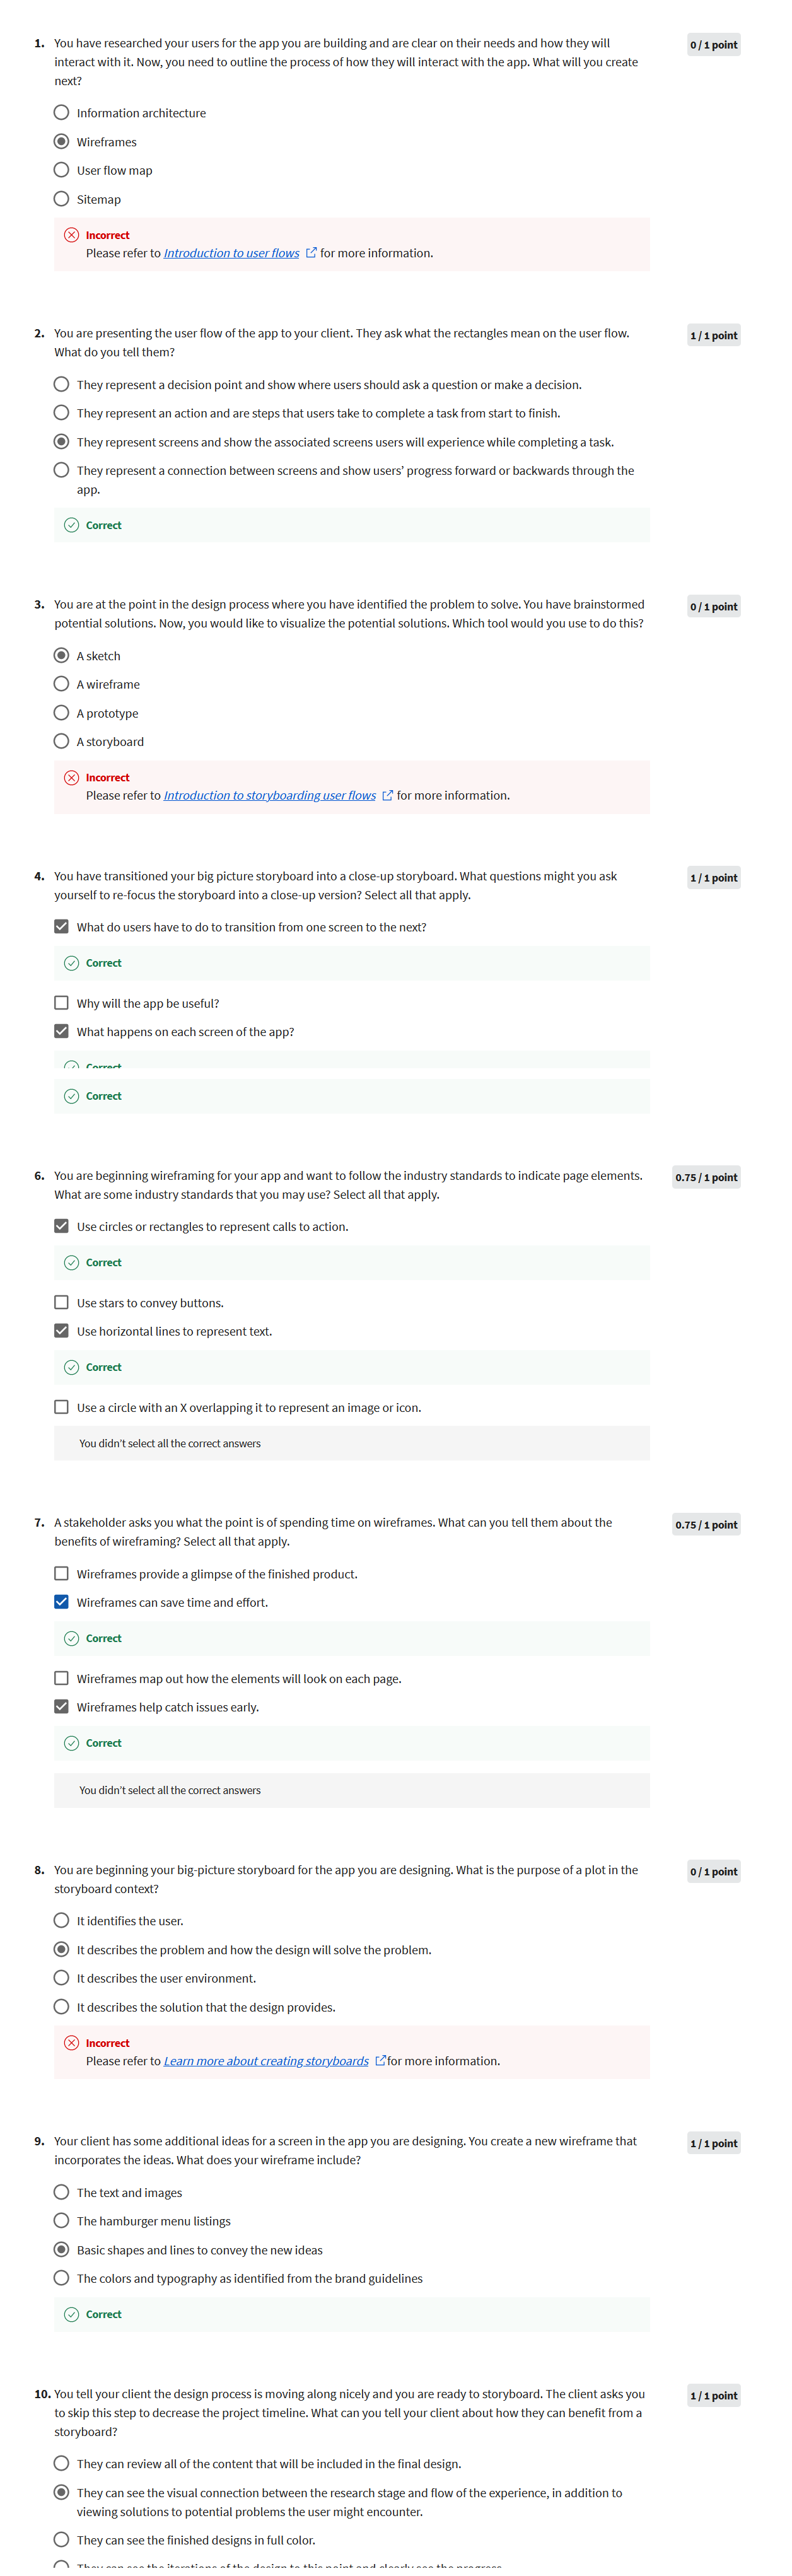 1. You have researched your users for the app you are building and are clear on their needs and how they will
0 / 1 point
interact with it. Now, you need to outline the process of how they will interact with the app. What will you create
next?
Information architecture
Wireframes
User flow map
Sitemap
Incorrect
Please refer to Introduction to user flows for more information.
2. You are presenting the user flow of the app to your client. They ask what the rectangles mean on the user flow.
1 / 1 point
What do you tell them?
They represent a decision point and show where users should ask a question or make a decision.
They represent an action and are steps that users take to complete a task from start to finish.
They represent screens and show the associated screens users will experience while completing a task.
They represent a connection between screens and show users’ progress forward or backwards through the
app.
Correct
3. You are at the point in the design process where you have identified the problem to solve. You have brainstormed
0 / 1 point
potential solutions. Now, you would like to visualize the potential solutions. Which tool would you use to do this?
A sketch
A wireframe
A prototype
A storyboard
Incorrect
Please refer to Introduction to storyboarding user flows for more information.
4. You have transitioned your big picture storyboard into a close-up storyboard. What questions might you ask
1 / 1 point
yourself to re-focus the storyboard into a close-up version? Select all that apply.
What do users have to do to transition from one screen to the next?
Correct
Why will the app be useful?
What happens on each screen of the app?
Correct
Correct
6. You are beginning wireframing for your app and want to follow the industry standards to indicate page elements.
0.75 / 1 point
What are some industry standards that you may use? Select all that apply.
Use circles or rectangles to represent calls to action.
Correct
Use stars to convey buttons.
Use horizontal lines to represent text.
Correct
Use a circle with an X overlapping it to represent an image or icon.
You didn’t select all the correct answers
7. A stakeholder asks you what the point is of spending time on wireframes. What can you tell them about the
0.75 / 1 point
benefits of wireframing? Select all that apply.
Wireframes provide a glimpse of the finished product.
Wireframes can save time and effort.
Correct
Wireframes map out how the elements will look on each page.
Wireframes help catch issues early.
Correct
You didn’t select all the correct answers
8. You are beginning your big-picture storyboard for the app you are designing. What is the purpose of a plot in the
0 / 1 point
storyboard context?
It identifies the user.
It describes the problem and how the design will solve the problem.
It describes the user environment.
It describes the solution that the design provides.
Incorrect
Please refer to Learn more about creating storyboards for more information.
9. Your client has some additional ideas for a screen in the app you are designing. You create a new wireframe that
1 / 1 point
incorporates the ideas. What does your wireframe include?
The text and images
The hamburger menu listings
Basic shapes and lines to convey the new ideas
The colors and typography as identified from the brand guidelines
Correct
10. You tell your client the design process is moving along nicely and you are ready to storyboard. The client asks you
1 / 1 point
to skip this step to decrease the project timeline. What can you tell your client about how they can benefit from a
storyboard?
They can review all of the content that will be included in the final design.
They can see the visual connection between the research stage and flow of the experience, in addition to
viewing solutions to potential problems the user might encounter.
They can see the finished designs in full color.